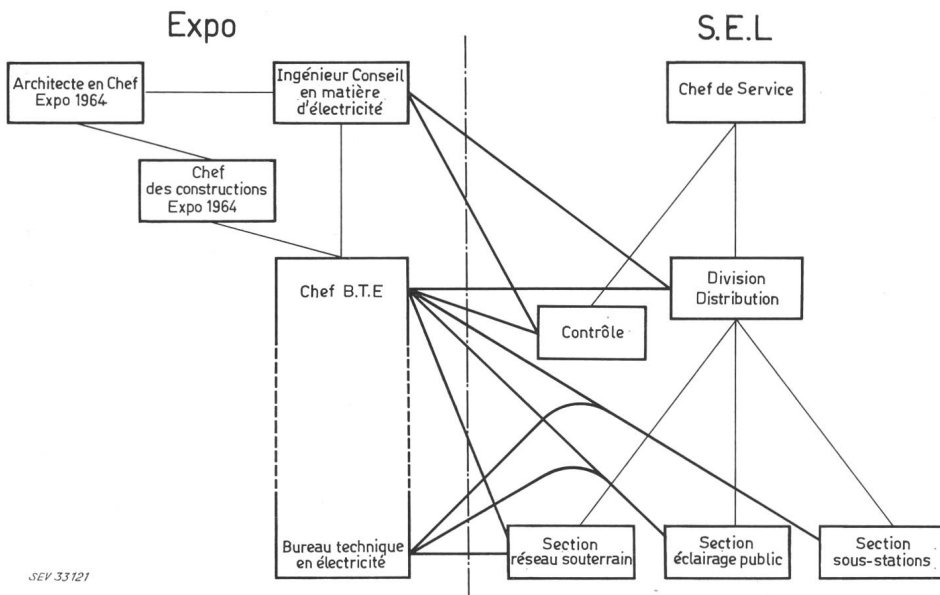 Expo
S.E.L
Architecte en Chef
Expo 1964
Ingénieur Conseil
en matière
d'électricité
Chef de Service
Chef
des constructions
Expo 1964
Chef B.T.E
Division
Distribution
Contrôle
Bureau technique
en électricité
Section
réseau souterrain
Section
éclairage public
Section
sous-stations
SEV 33121